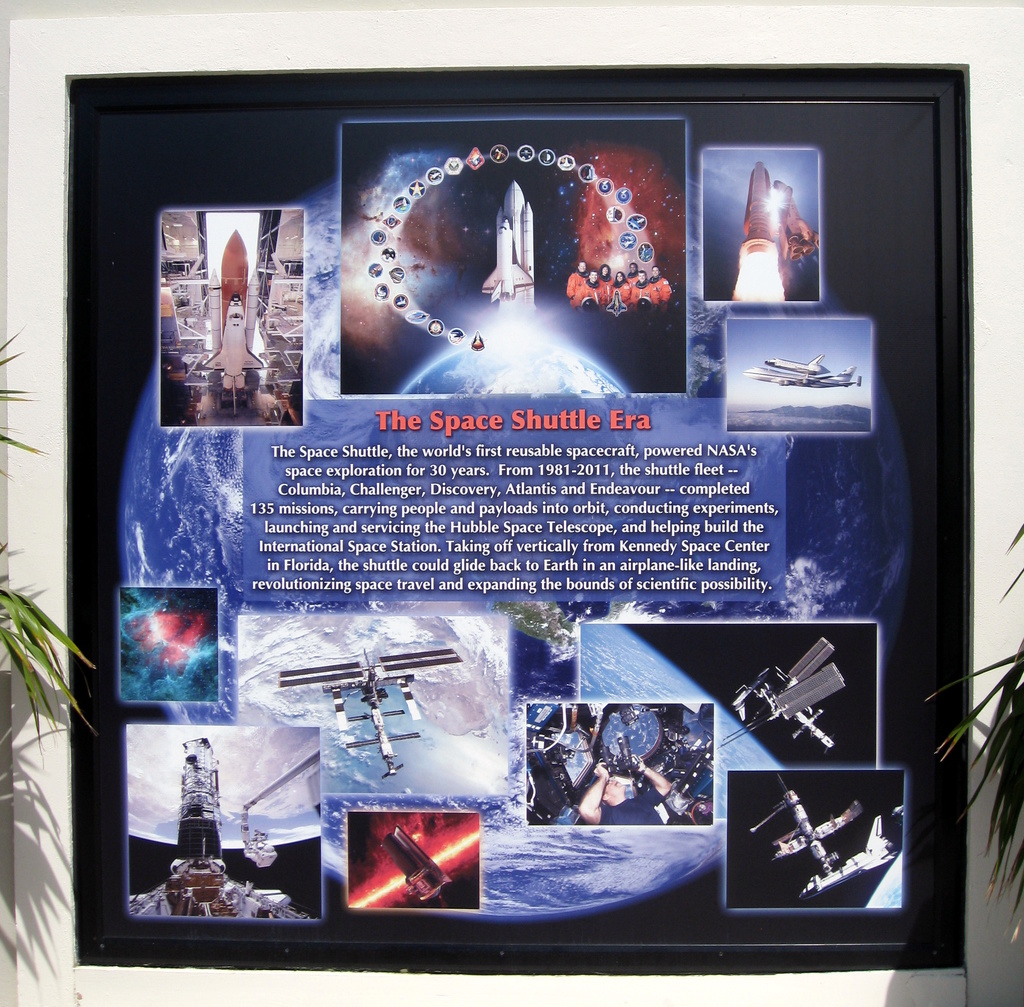 The Space Shuttle Era
The Space Shuttle, the world's first reusable spacecraft, powered NASA's
space exploration for 30 years. From 1981-2011, the shuttle fleet --
Columbia, Challenger, Discovery, Atlantis and Endeavour -- completed
135 missions, carrying people and payloads into orbit, conducting experiments,
launching and servicing the Hubble Space Telescope, and helping build the
International Space Station. Taking off vertically from Kennedy Space Center
in Florida, the shuttle could glide back to Earth in an airplane-like landing,
revolutionizing space travel and expanding the bounds of scientific possibility.